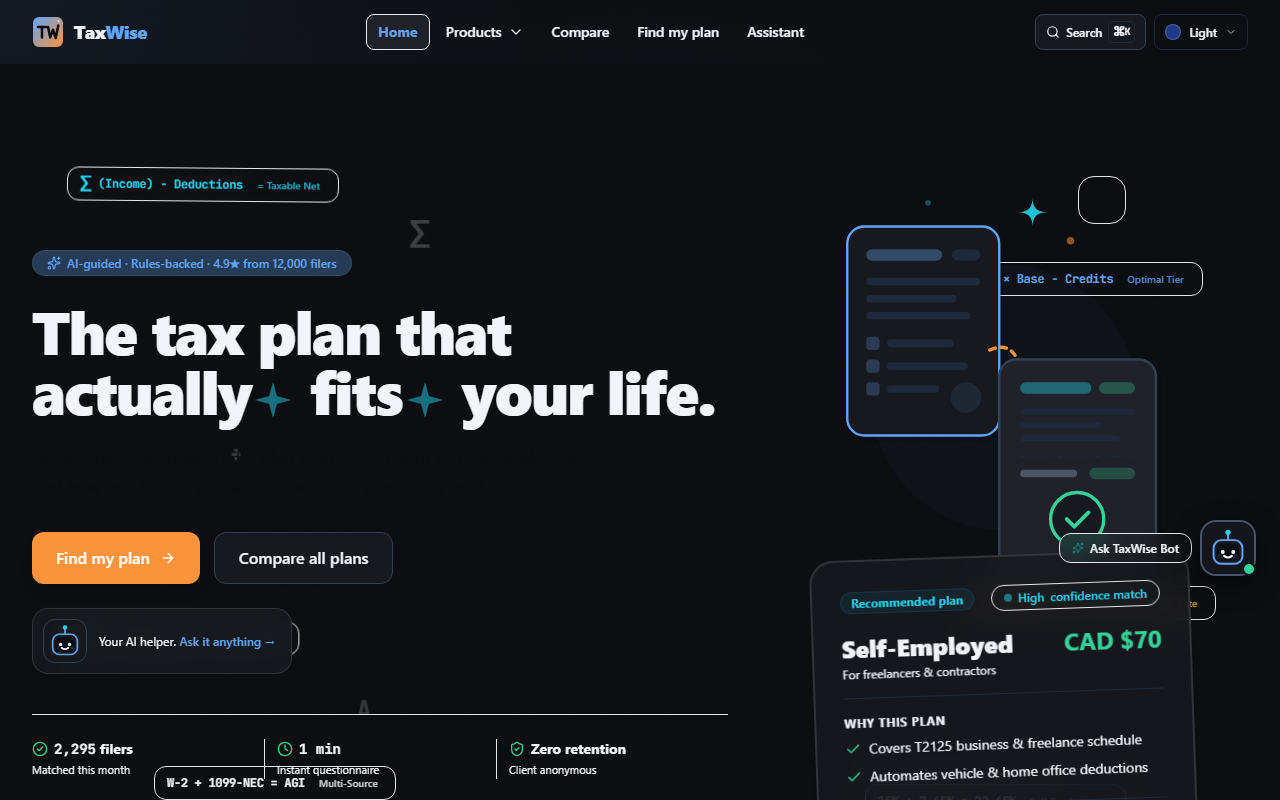 TW TaxWise
Home
Products
Compare
Find my plan
Assistant
Search ⌘K
Light
Σ (Income) - Deductions = Taxable Net
Σ
AI-guided · Rules-backed · 4.9★ from 12,000 filers
× Base - Credits Optimal Tier
The tax plan that
actually fits your life.
÷
Find my plan →
Compare all plans
Ask TaxWise Bot
Your AI helper. Ask it anything →
Recommended plan
High confidence match
Self-Employed
CAD $70
For freelancers & contractors
WHY THIS PLAN
Covers T2125 business & freelance schedule
Automates vehicle & home office deductions
2,295 filers
Matched this month
1 min
Instant questionnaire
Zero retention
Client anonymous
W-2 + 1099-NEC = AGI Multi-Source